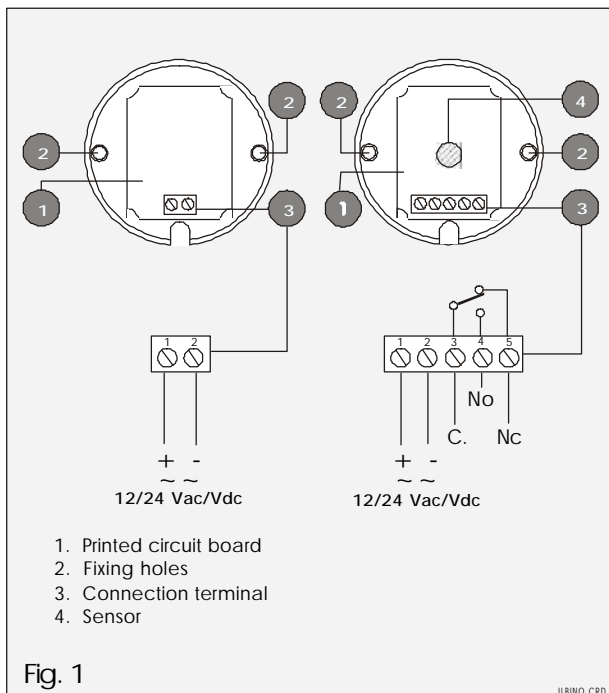 2 2 2 4
2 2
1 3 1 3
1 2
1 2 3 4 5
No
C. Nc
+ -
~ ~
12/24 Vac/Vdc
+ -
~ ~
12/24 Vac/Vdc
1. Printed circuit board
2. Fixing holes
3. Connection terminal
4. Sensor
Fig. 1